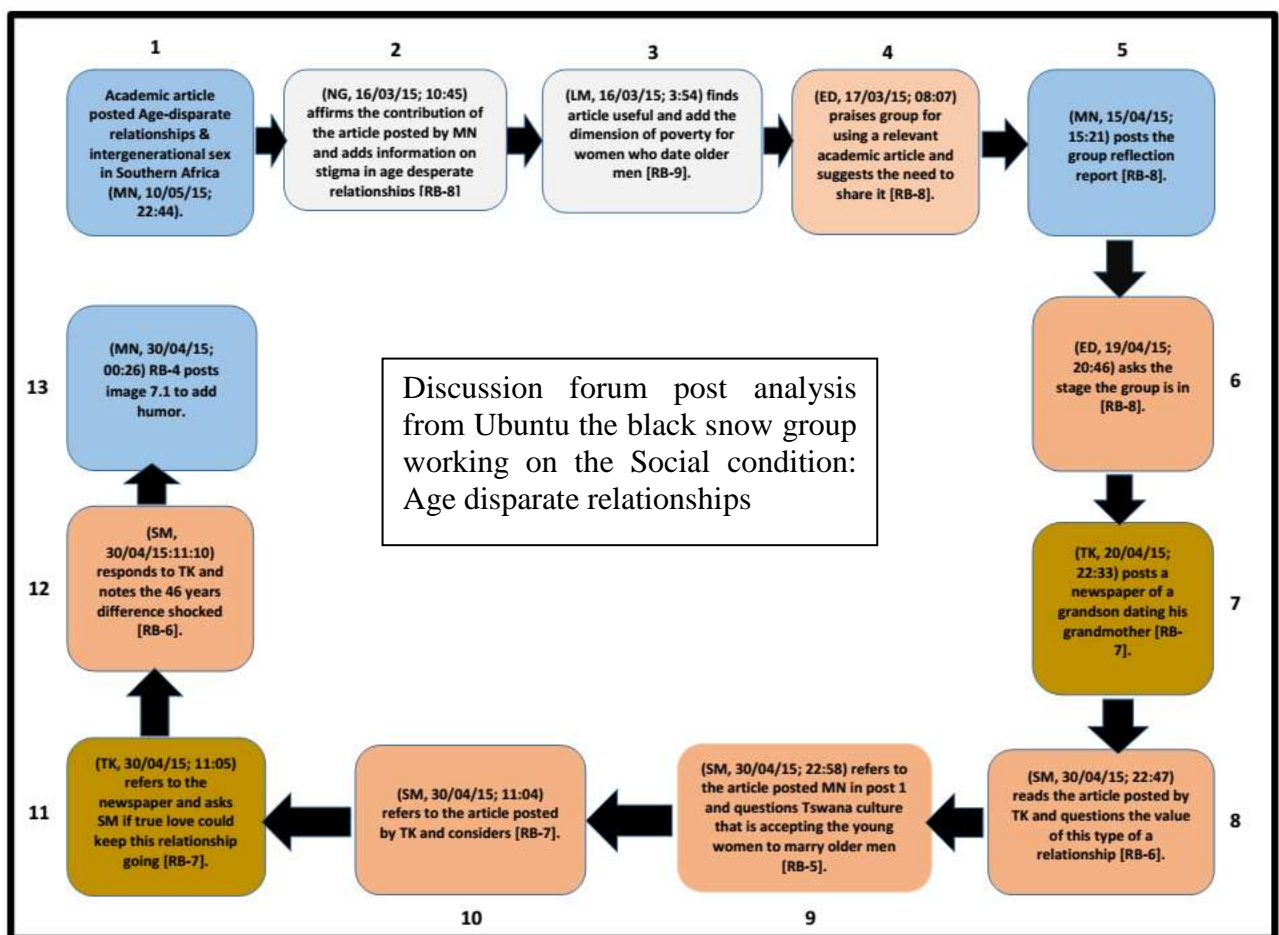 1
Academic article
posted Age-disparate
relationships &
intergenerational sex
in Southern Africa
(MN, 10/05/15;
22:44).
2
(NG, 16/03/15; 10:45)
affirms the contribution of
the article posted by MN
and adds information on
stigma in age desperate
relationships [RB-8]
3
(LM, 16/03/15; 3:54) finds
article useful and add the
dimension of poverty for
women who date older
men [RB-9].
4
(ED, 17/03/15; 08:07)
praises group for
using a relevant
academic article and
suggests the need to
share it [RB-8].
5
(MN, 15/04/15;
15:21) posts the
group reflection
report [RB-8].
(ED, 19/04/15;
20:46) asks the
stage the group is in
[RB-8].
6
(TK, 20/04/15;
22:33) posts a
newspaper of a
grandson dating his
grandmother [RB-
7].
7
(SM, 30/04/15; 22:47)
reads the article posted by
TK and questions the value
of this type of a
relationship [RB-6].
8
(SM, 30/04/15; 22:58) refers to
the article posted MN in post 1
and questions Tswana culture
that is accepting the young
women to marry older men
[RB-5].
9
(SM, 30/04/15; 11:04)
refers to the article posted
by TK and considers [RB-7].
10
11
(TK, 30/04/15; 11:05)
refers to the
newspaper and asks
SM if true love could
keep this relationship
going [RB-7].
12
(SM,
30/04/15:11:10)
responds to TK and
notes the 46 years
difference shocked
[RB-6].
13
(MN, 30/04/15;
00:26) RB-4 posts
image 7.1 to add
humor.
Discussion forum post analysis
from Ubuntu the black snow group
working on the Social condition:
Age disparate relationships